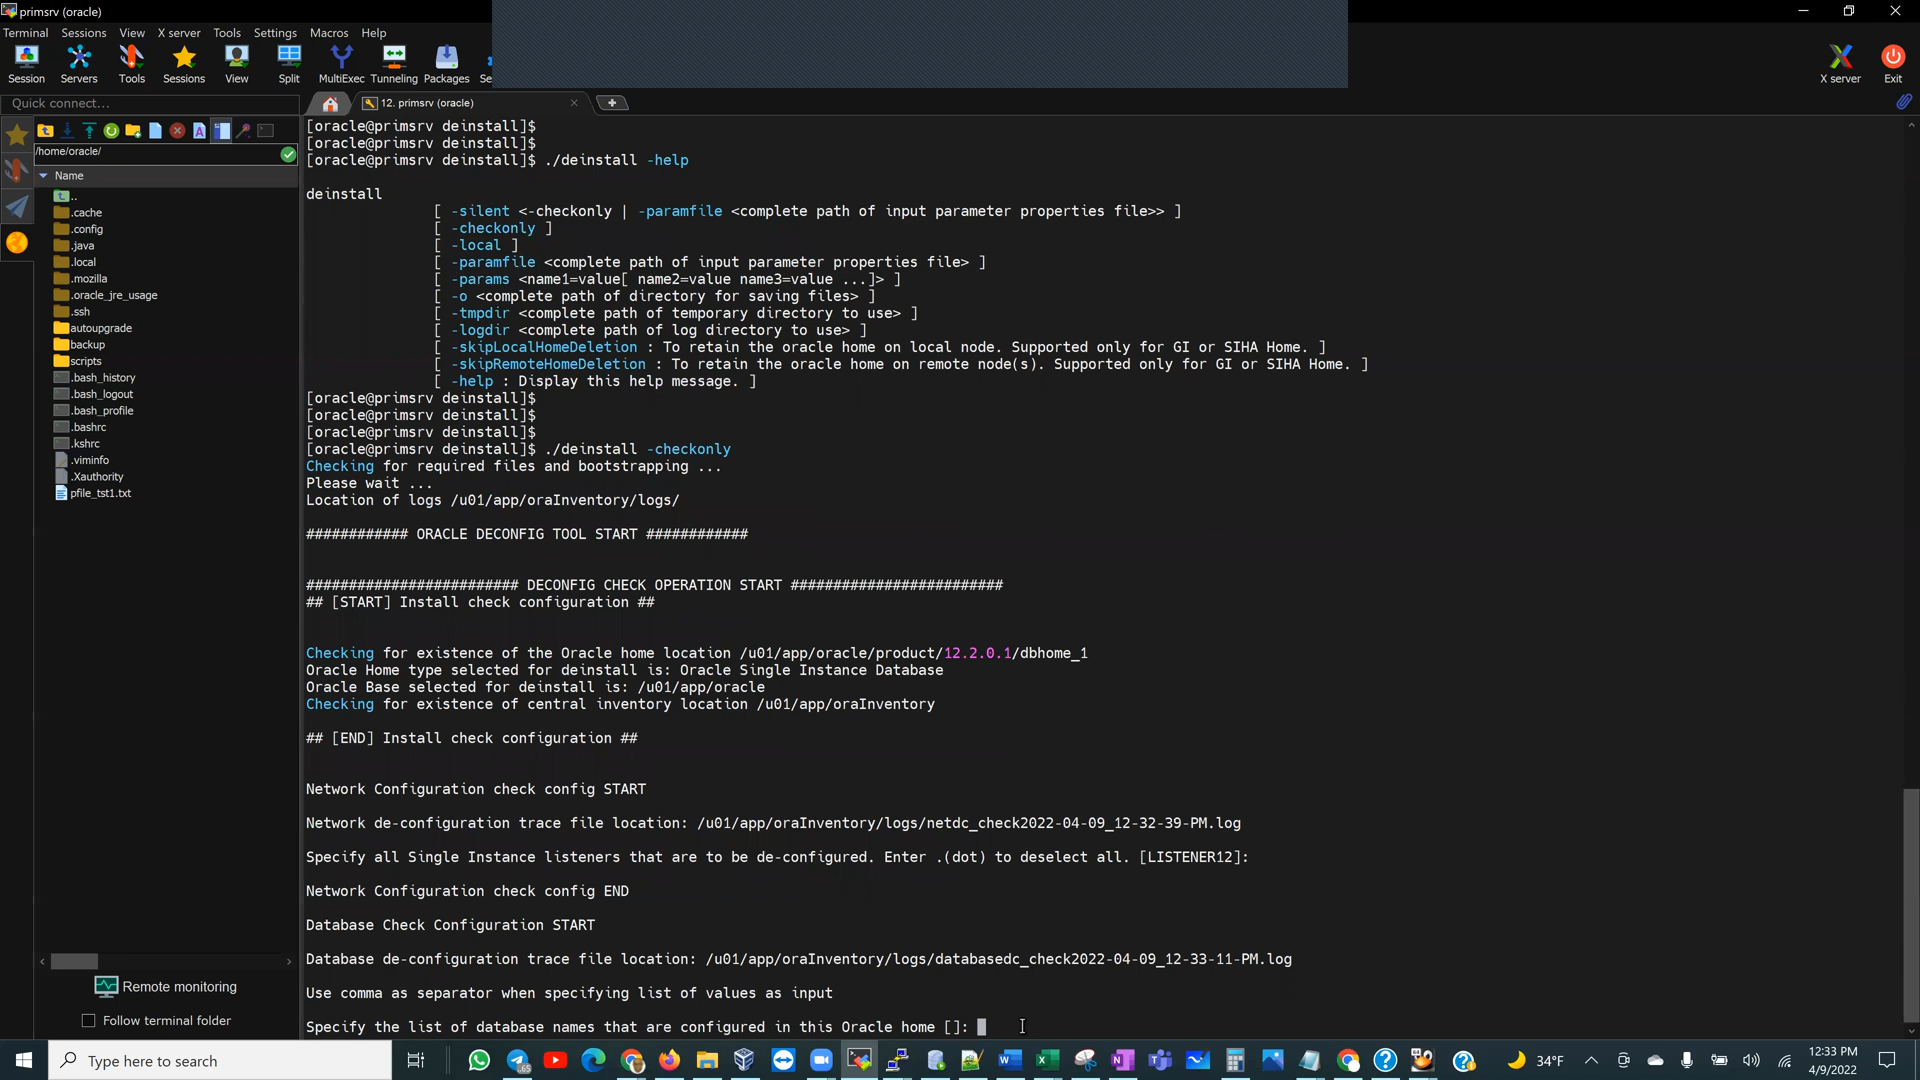 primsrv (oracle)
Terminal Sessions View X server Tools Settings Macros Help
Session Servers Tools Sessions View Split MultiExec Tunneling Packages Se
X server Exit
Quick connect...
12. primsrv (oracle)
/home/oracle/
Name
..
.cache
.config
.java
.local
.mozilla
.oracle_jre_usage
.ssh
autoupgrade
backup
scripts
.bash_history
.bash_logout
.bash_profile
.bashrc
.kshrc
.viminfo
.Xauthority
pfile_tst1.txt
Remote monitoring
Follow terminal folder
[oracle@primsrv deinstall]$
[oracle@primsrv deinstall]$
[oracle@primsrv deinstall]$ ./deinstall -help
deinstall
[ -silent <-checkonly | -paramfile <complete path of input parameter properties file>> ]
[ -checkonly ]
[ -local ]
[ -paramfile <complete path of input parameter properties file> ]
[ -params <name1=value[ name2=value name3=value ...]> ]
[ -o <complete path of directory for saving files> ]
[ -tmpdir <complete path of temporary directory to use> ]
[ -logdir <complete path of log directory to use> ]
[ -skipLocalHomeDeletion : To retain the oracle home on local node. Supported only for GI or SIHA Home. ]
[ -skipRemoteHomeDeletion : To retain the oracle home on remote node(s). Supported only for GI or SIHA Home. ]
[ -help : Display this help message. ]
[oracle@primsrv deinstall]$
[oracle@primsrv deinstall]$
[oracle@primsrv deinstall]$
[oracle@primsrv deinstall]$ ./deinstall -checkonly
Checking for required files and bootstrapping ...
Please wait ...
Location of logs /u01/app/oraInventory/logs/
############ ORACLE DECONFIG TOOL START ############
######################### DECONFIG CHECK OPERATION START #########################
## [START] Install check configuration ##
Checking for existence of the Oracle home location /u01/app/oracle/product/12.2.0.1/dbhome_1
Oracle Home type selected for deinstall is: Oracle Single Instance Database
Oracle Base selected for deinstall is: /u01/app/oracle
Checking for existence of central inventory location /u01/app/oraInventory
## [END] Install check configuration ##
Network Configuration check config START
Network de-configuration trace file location: /u01/app/oraInventory/logs/netdc_check2022-04-09_12-32-39-PM.log
Specify all Single Instance listeners that are to be de-configured. Enter .(dot) to deselect all. [LISTENER12]:
Network Configuration check config END
Database Check Configuration START
Database de-configuration trace file location: /u01/app/oraInventory/logs/databasedc_check2022-04-09_12-33-11-PM.log
Use comma as separator when specifying list of values as input
Specify the list of database names that are configured in this Oracle home []:
Type here to search
34°F
12:33 PM
4/9/2022